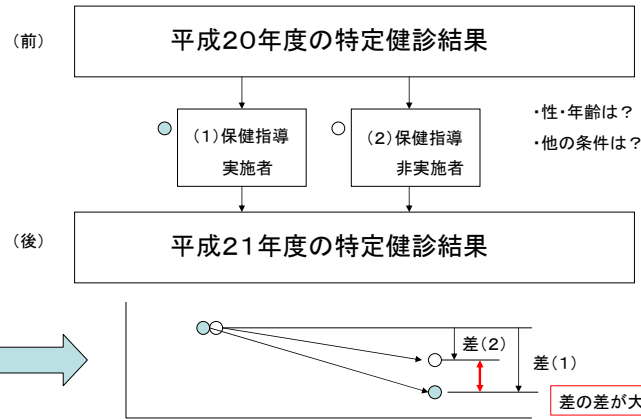 (前)
平成20年度の特定健診結果
(1)保健指導
実施者
(2)保健指導
非実施者
・性・年齢は？
・他の条件は？
(後)
平成21年度の特定健診結果
差(2)
差(1)
差の差が大